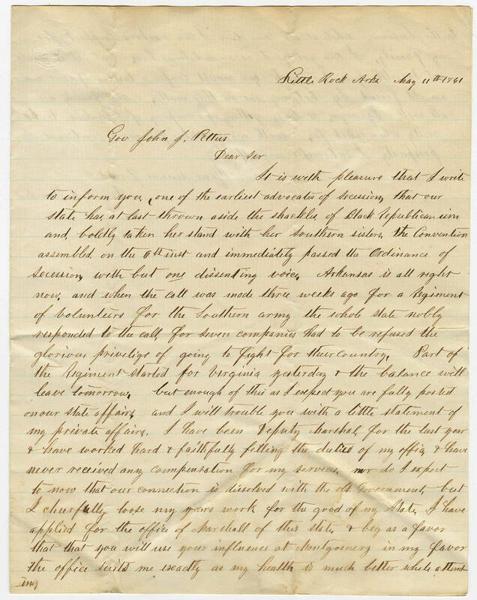 Little Rock Arks May 11th 1861
Gov John J. Pettus
Dear Sir
It is with pleasure that I write
to inform you, one of the earliest advocates of Secession, that our
State has at last thrown aside the shackles of Black Republicanism
and boldly taken her stand with her Southern sisters. The Convention
assembled on the 6th inst and immediately passed the Ordinance of
Secession with but one dissenting voice. Arkansas is all right
now, and when the call was made three weeks ago for a Regiment
of Volunteers for the Southern army the whole state nobly
responded to the call, for seven companies had to be refused the
glorious privilige of going to fight for their country. Part of
the Regiment started for Virginia yesterday & the balance will
leave tomorrow, but enough of this as I expect you are fully posted
on our state affairs, and I will trouble you with a little statement of
my private affairs. I have been Deputy Marshal for the last year
& have worked hard & faithfully filling the duties of my office & have
never received any compensation for my services, nor do I expect
to now that our connection is dissolved with the old Government, but
I cheerfully loose my years work for the good of my State. I have
applied for the office of Marshall of this state & beg as a favor
that that you will use your influence at Montgomery in my favor
the office suits me exactly as my health is much better while attend
ing